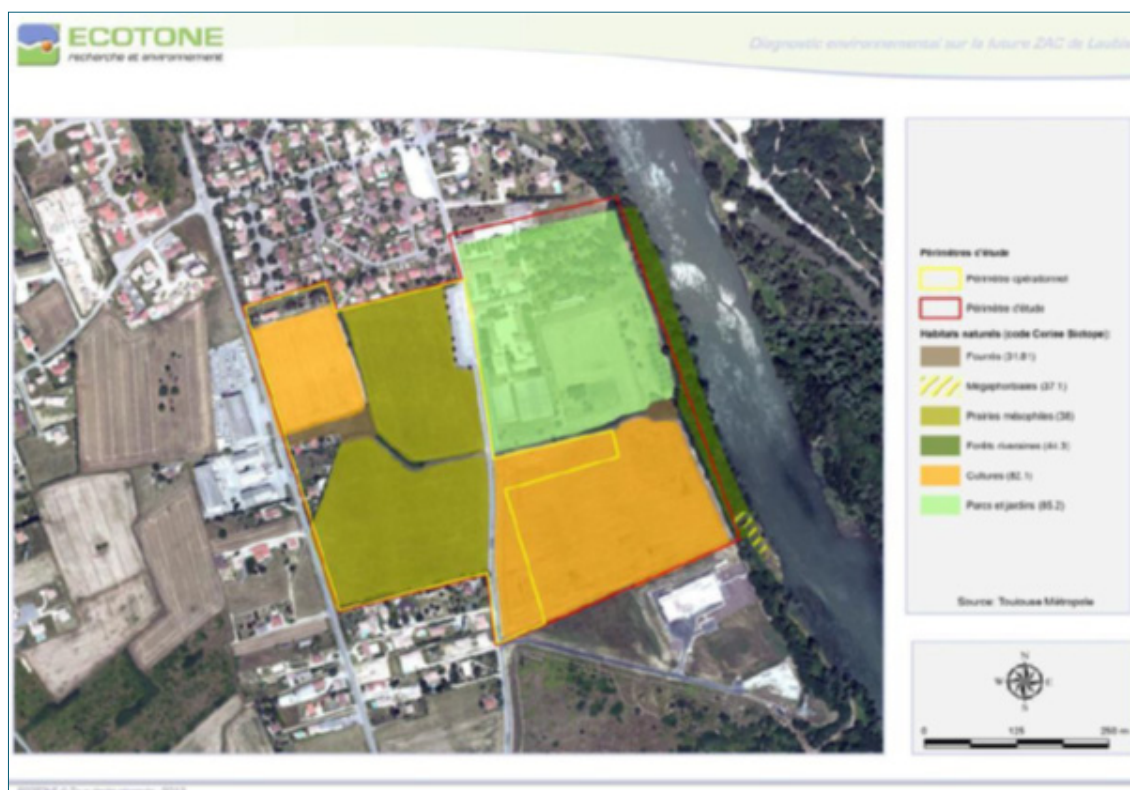 ECOTONE
recherche et environnement
Diagnostic environnemental sur la future ZAC de
Périmètres d'étude
Périmètre opérationnel
Périmètre d'étude
Habitats naturels (code Corine Biotope)
Fourrés (31.81)
Mégaphorbiaies (37.1)
Prairies mésophiles (38)
Forêts riveraines (44.3)
Cultures (82.1)
Parcs et jardins (85.2)
Source: Toulouse Métropole
N
W E
S
0 125 250 m